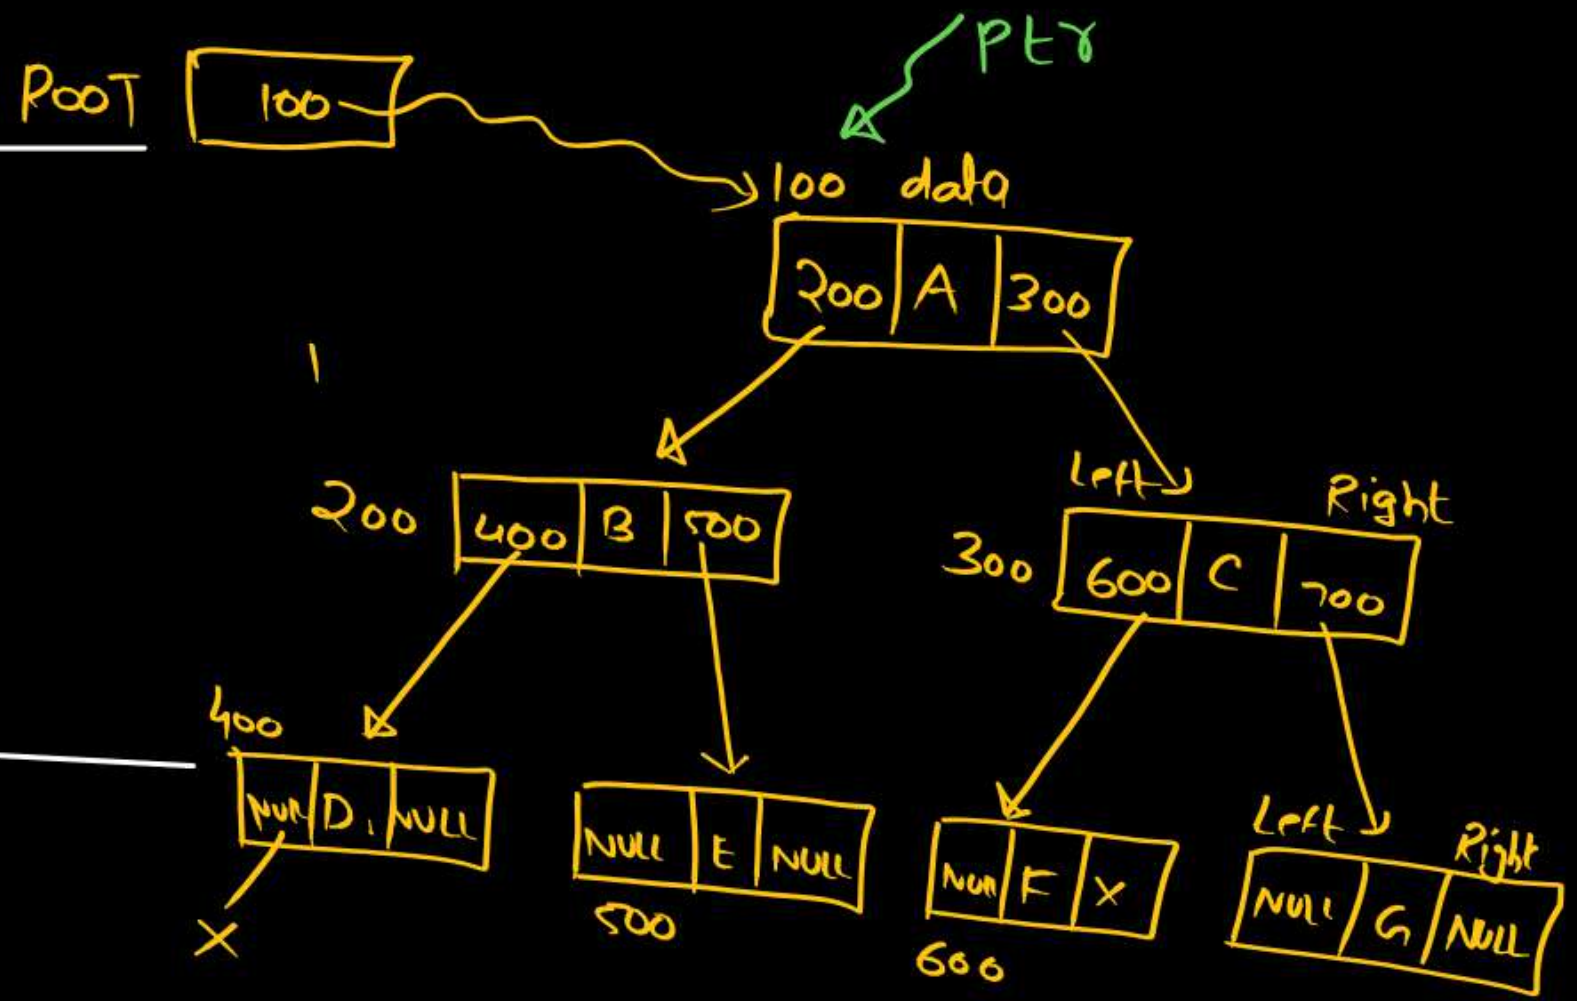 ptr
ROOT 100
100 data
200 A 300
Left Right
200 400 B 500
300 600 C 700
400
NULL D NULL
NULL E NULL
500
NULL F X
600
Left Right
NULL G NULL
X